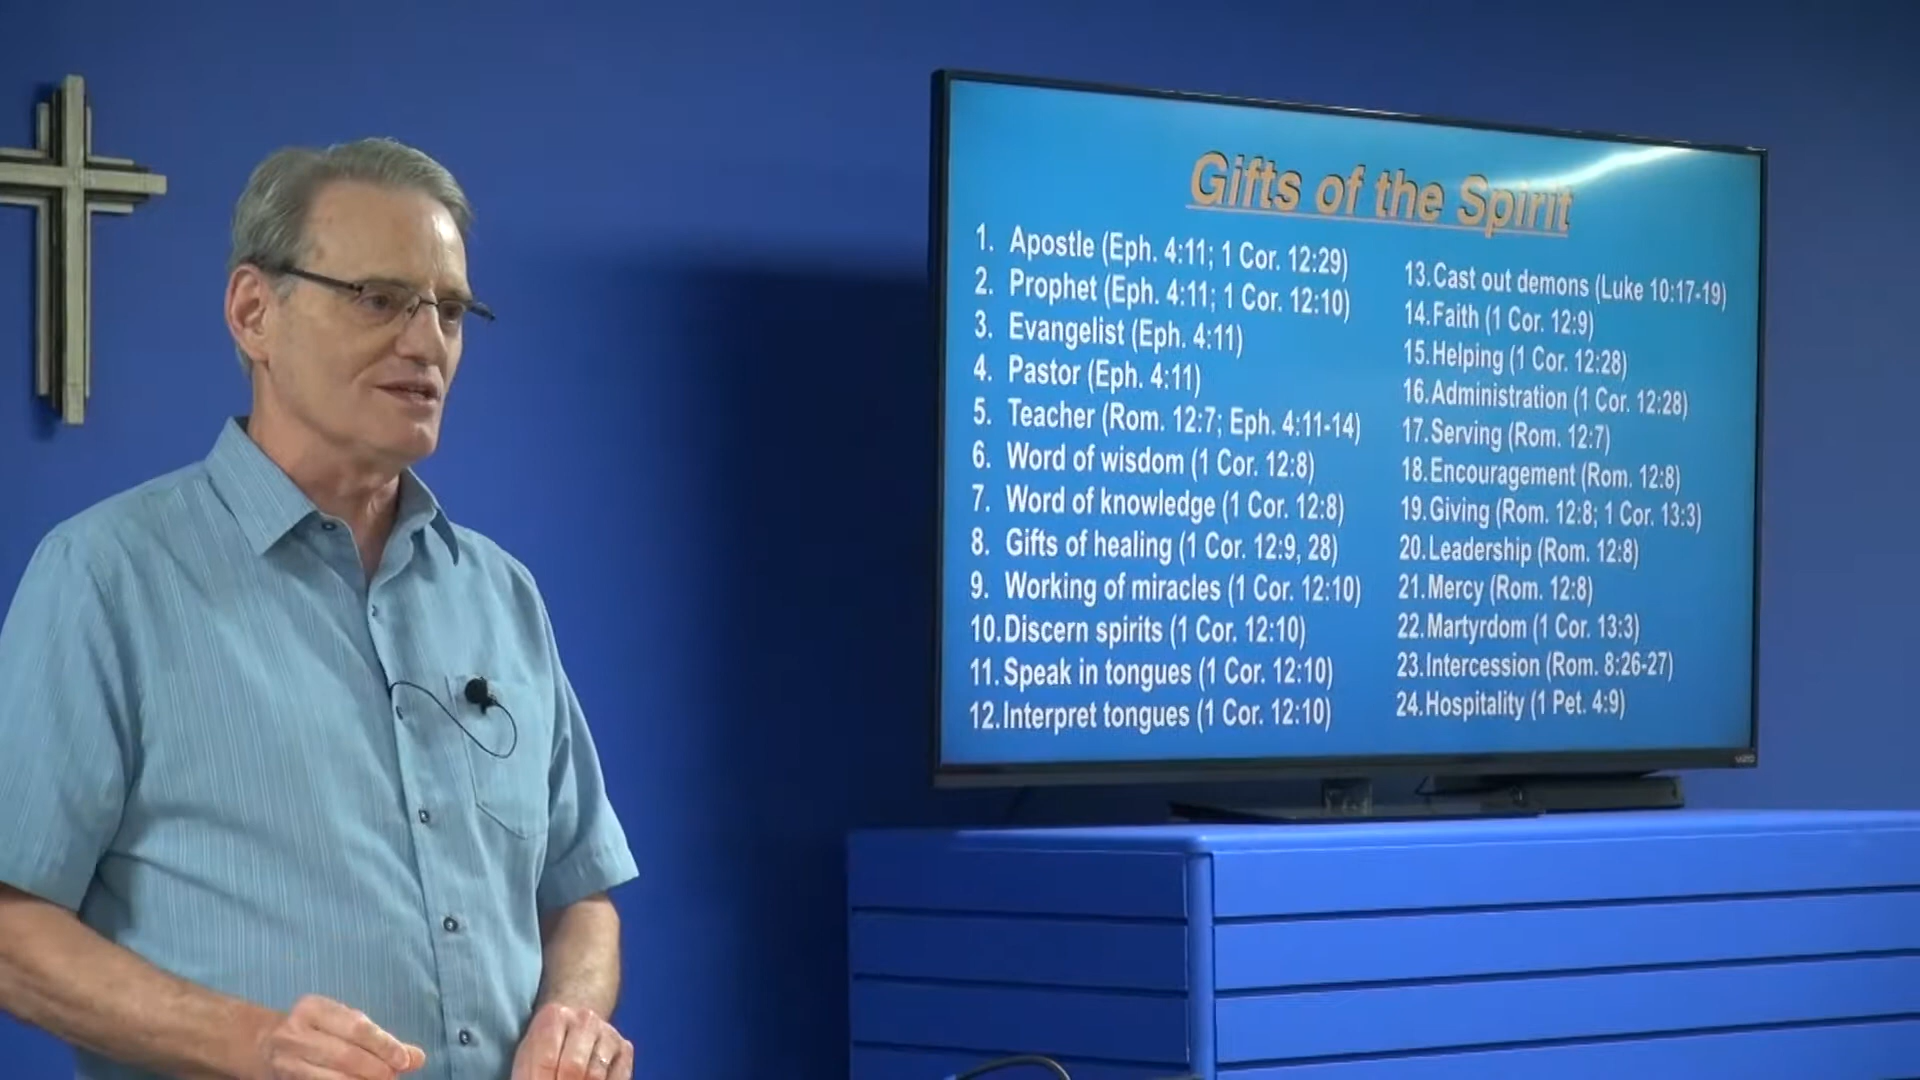 Gifts of the Spirit
1. Apostle (Eph. 4:11; 1 Cor. 12:29)
2. Prophet (Eph. 4:11; 1 Cor. 12:10)
3. Evangelist (Eph. 4:11)
4. Pastor (Eph. 4:11)
5. Teacher (Rom. 12:7; Eph. 4:11-14)
6. Word of wisdom (1 Cor. 12:8)
7. Word of knowledge (1 Cor. 12:8)
8. Gifts of healing (1 Cor. 12:9, 28)
9. Working of miracles (1 Cor. 12:10)
10. Discern spirits (1 Cor. 12:10)
11. Speak in tongues (1 Cor. 12:10)
12. Interpret tongues (1 Cor. 12:10)
13. Cast out demons (Luke 10:17-19)
14. Faith (1 Cor. 12:9)
15. Helping (1 Cor. 12:28)
16. Administration (1 Cor. 12:28)
17. Serving (Rom. 12:7)
18. Encouragement (Rom. 12:8)
19. Giving (Rom. 12:8; 1 Cor. 13:3)
20. Leadership (Rom. 12:8)
21. Mercy (Rom. 12:8)
22. Martyrdom (1 Cor. 13:3)
23. Intercession (Rom. 8:26-27)
24. Hospitality (1 Pet. 4:9)
VIZIO